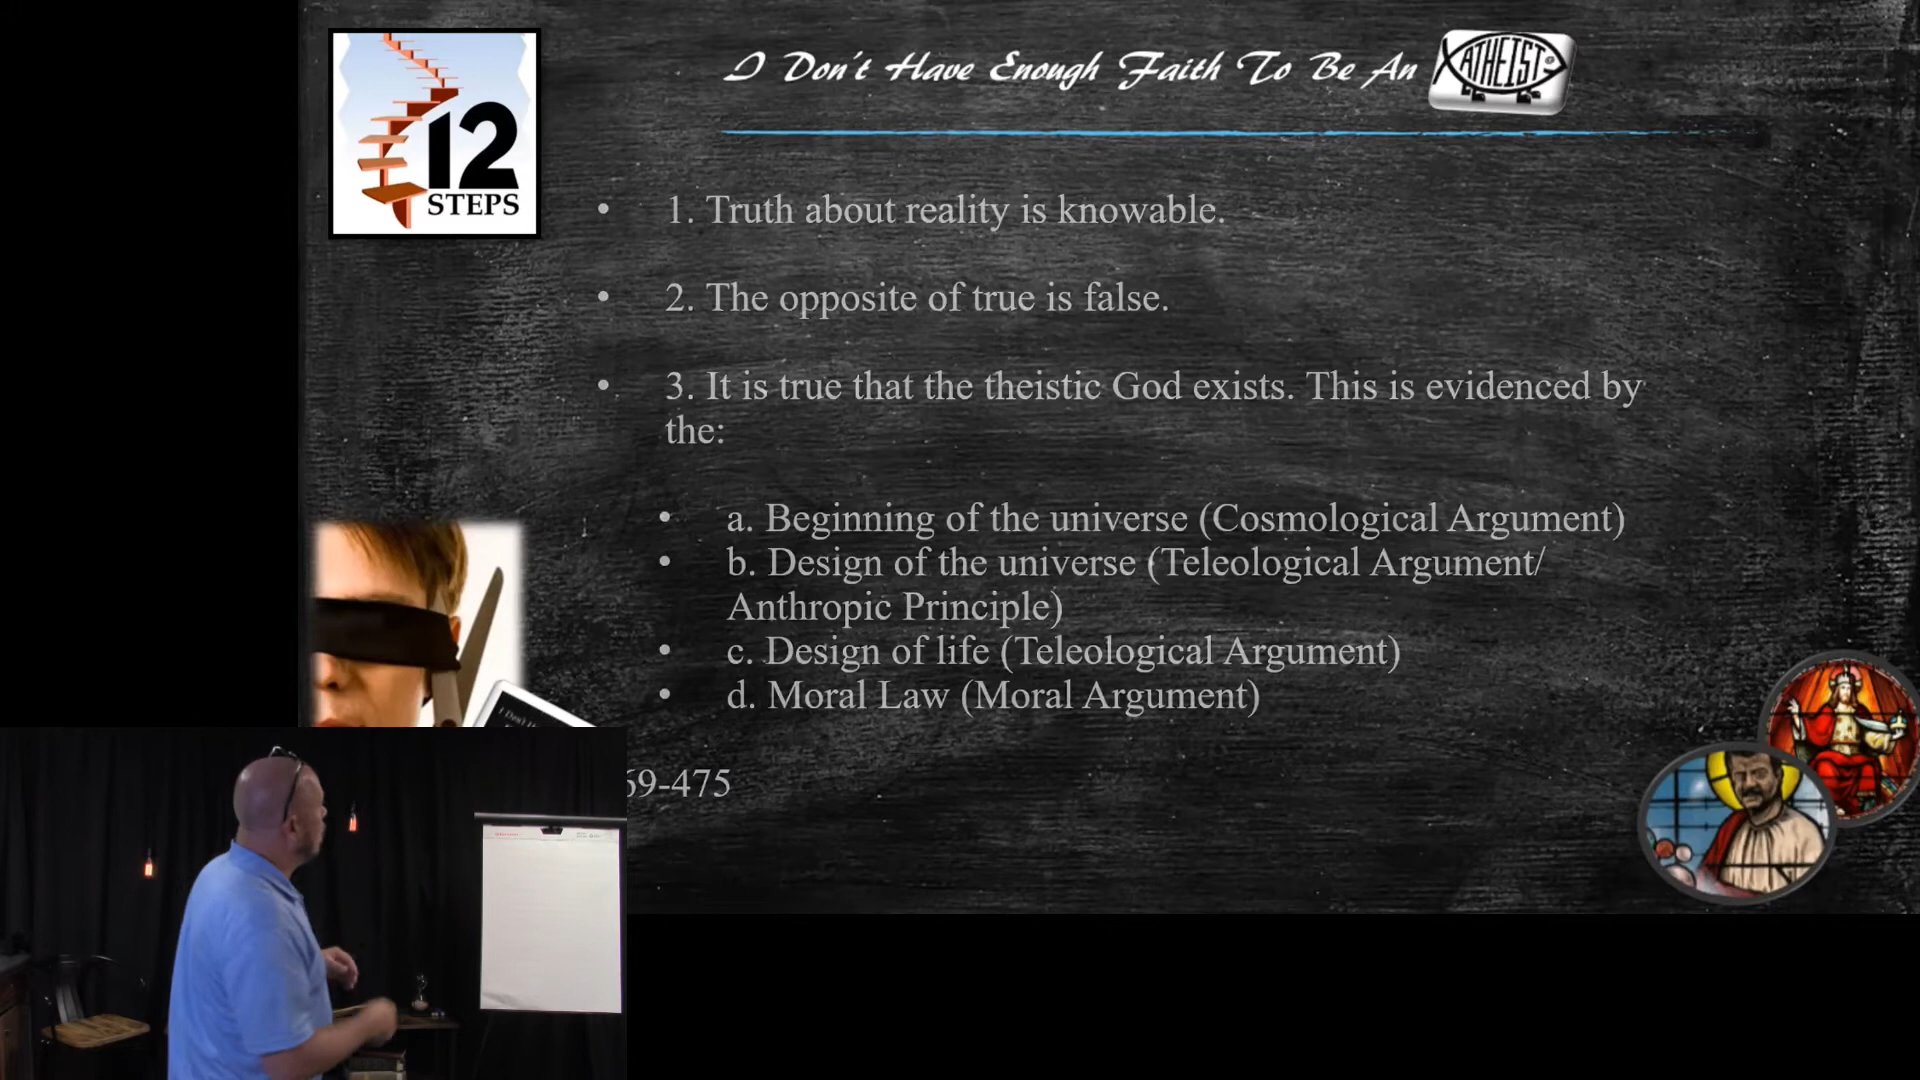 I Don't Have Enough Faith To Be An
ATHEIST
12
STEPS
• 1. Truth about reality is knowable.
• 2. The opposite of true is false.
• 3. It is true that the theistic God exists. This is evidenced by
the:
• a. Beginning of the universe (Cosmological Argument)
• b. Design of the universe (Teleological Argument/
Anthropic Principle)
• c. Design of life (Teleological Argument)
• d. Moral Law (Moral Argument)
69-475